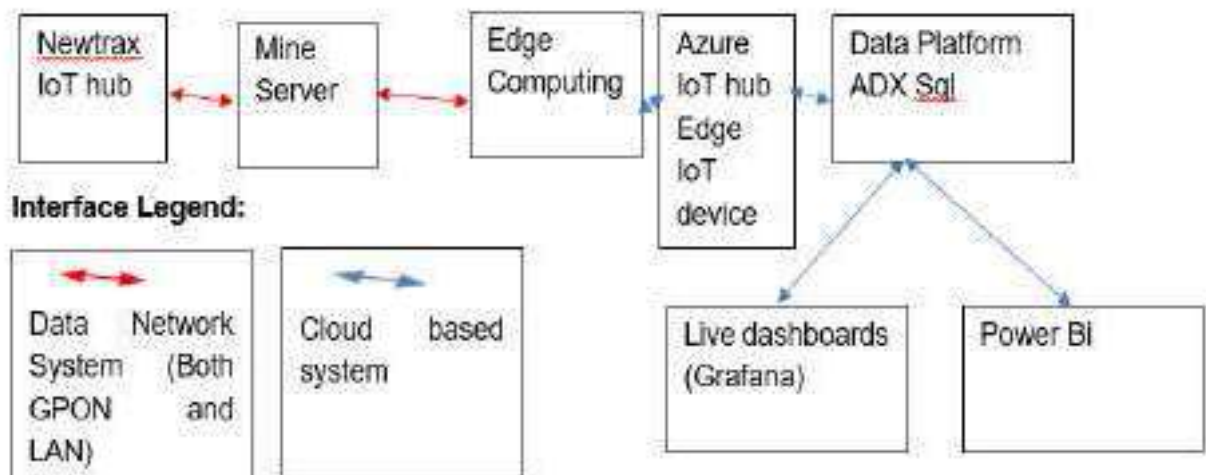 Newtrax
IoT hub
Mine
Server
Edge
Computing
Azure
IoT hub
Edge
IoT
device
Data Platform
ADX Sql
Interface Legend:
Data Network
System (Both
GPON and
LAN)
Cloud based
system
Live dashboards
(Grafana)
Power Bi